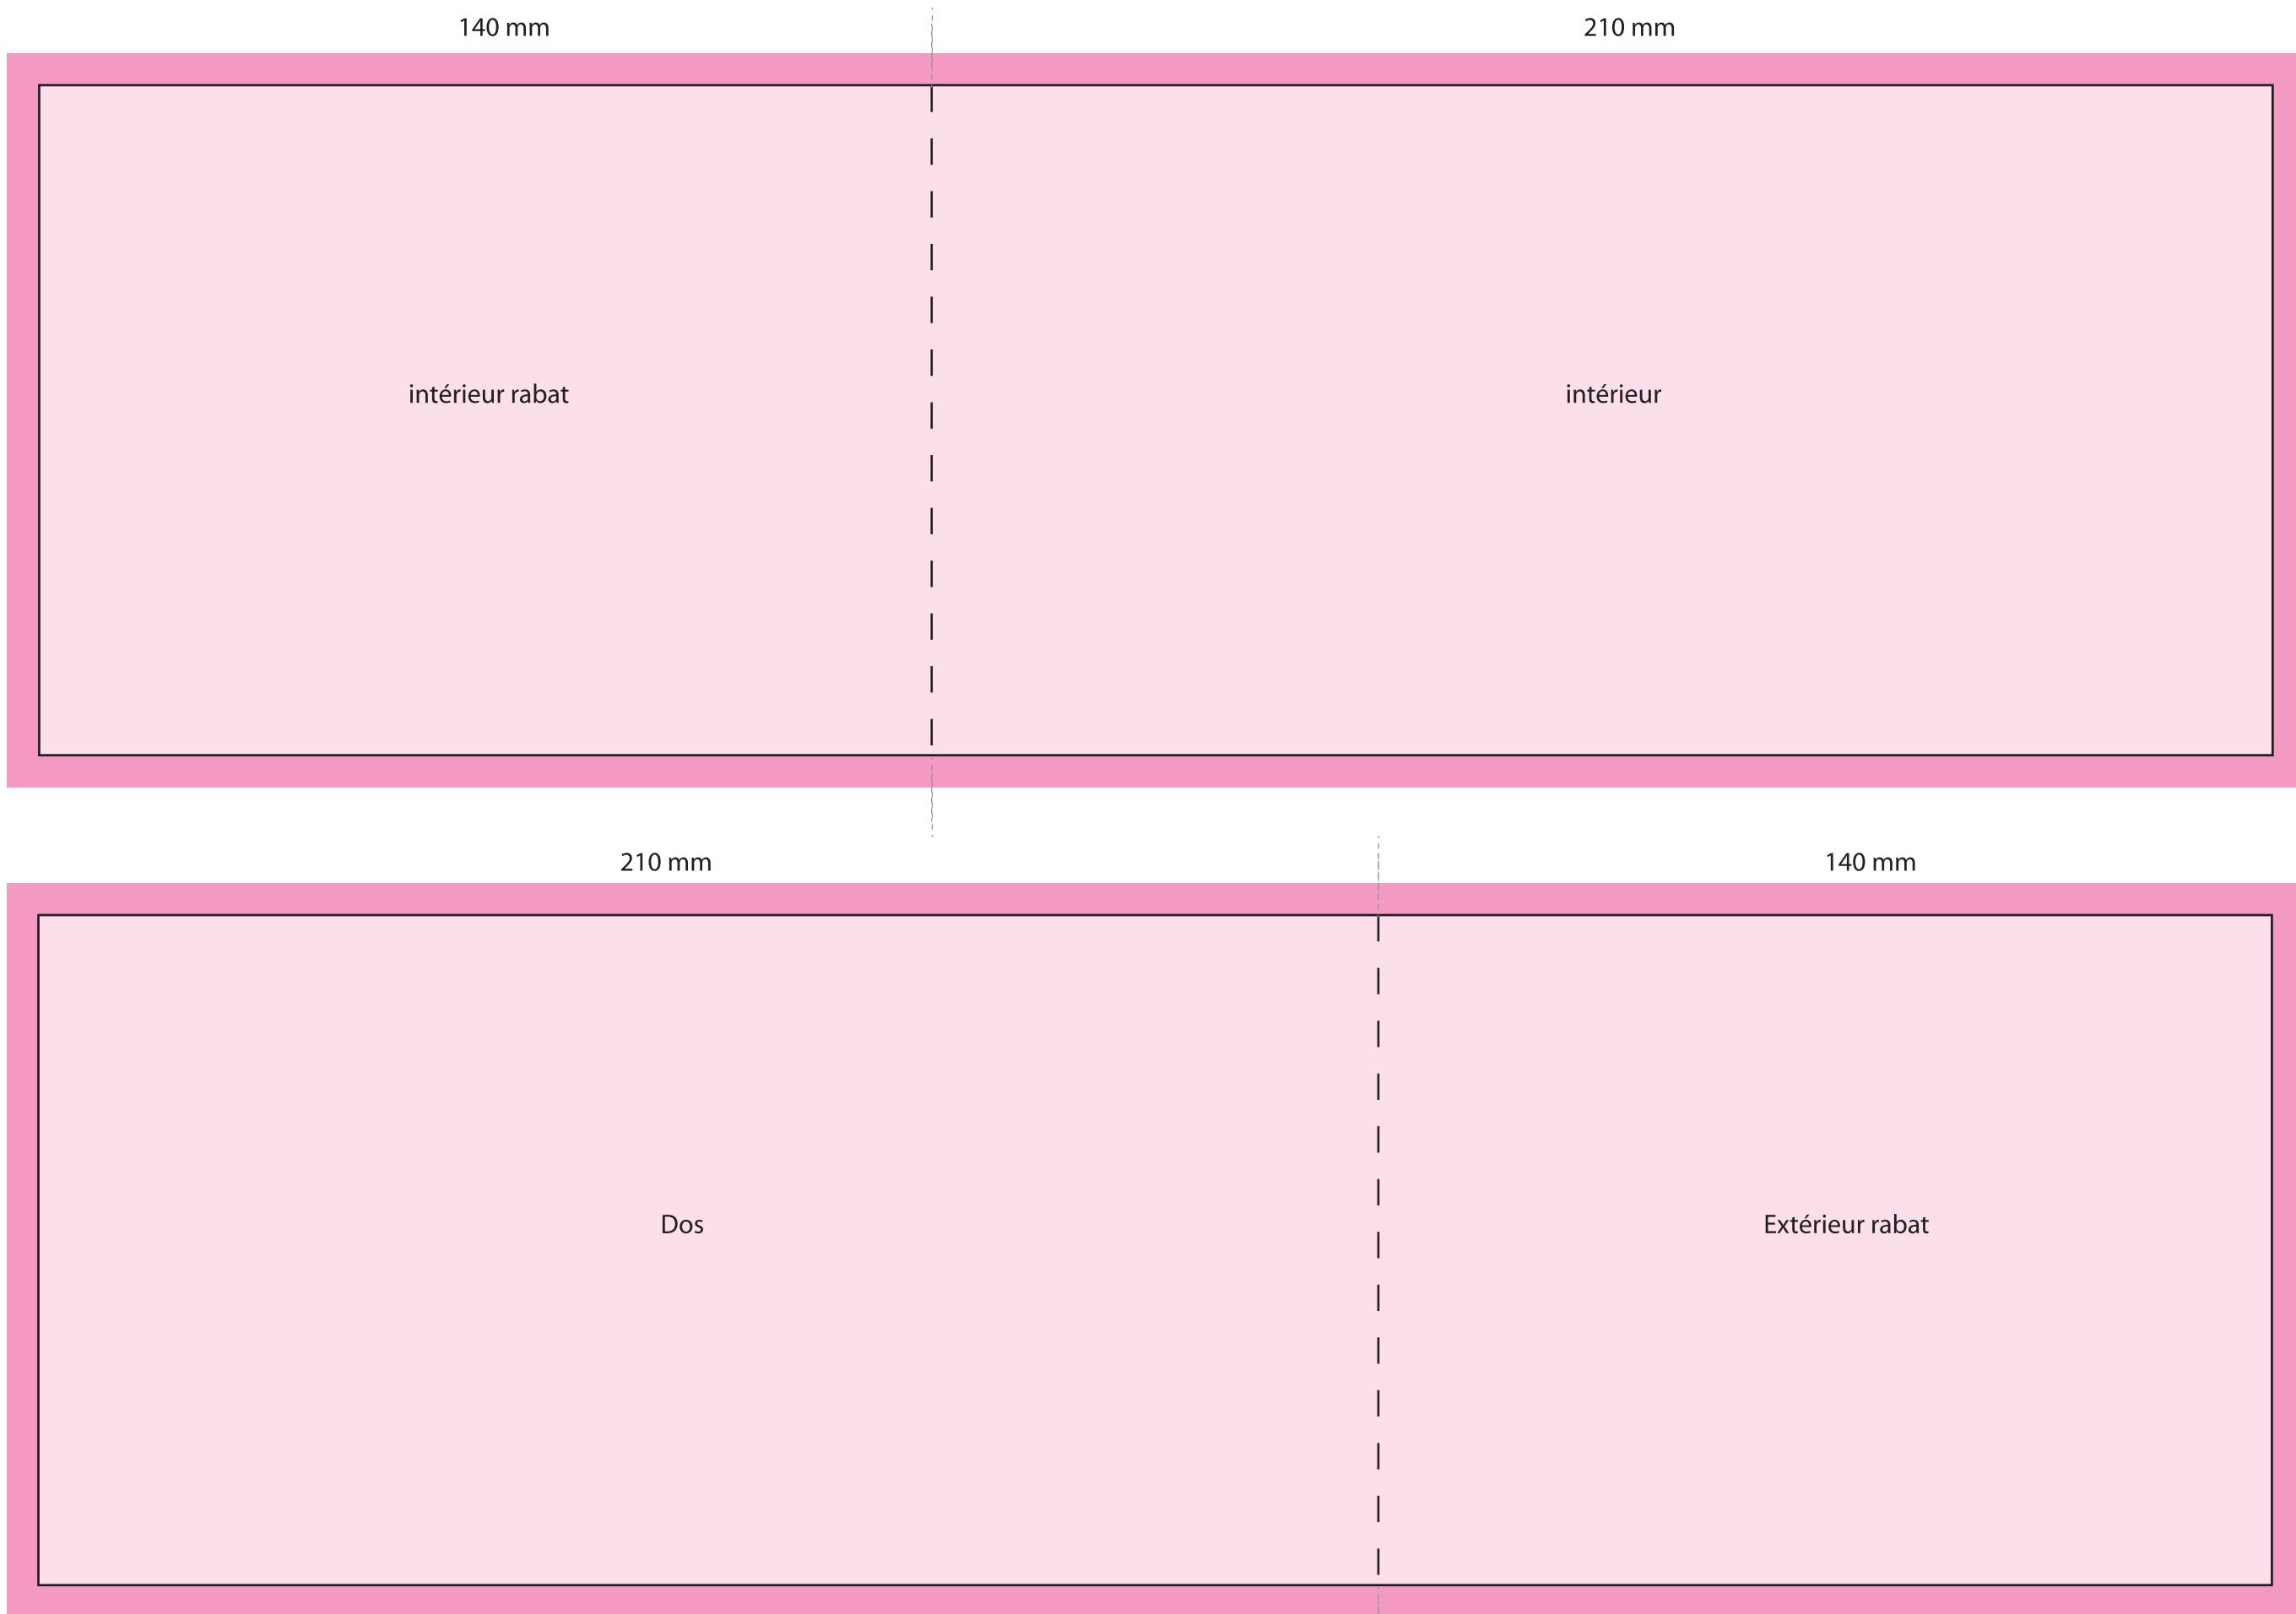 140 mm
210 mm
intérieur rabat
intérieur
210 mm
140 mm
Dos
Extérieur rabat